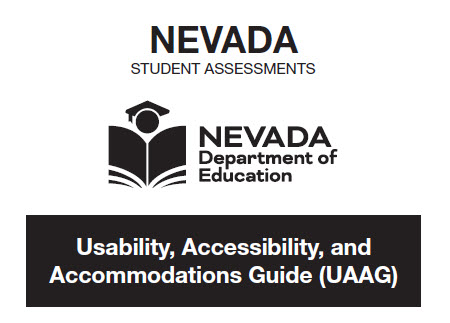 NEVADA
STUDENT ASSESSMENTS
NEVADA
Department of
Education
Usability, Accessibility, and
Accommodations Guide (UAAG)